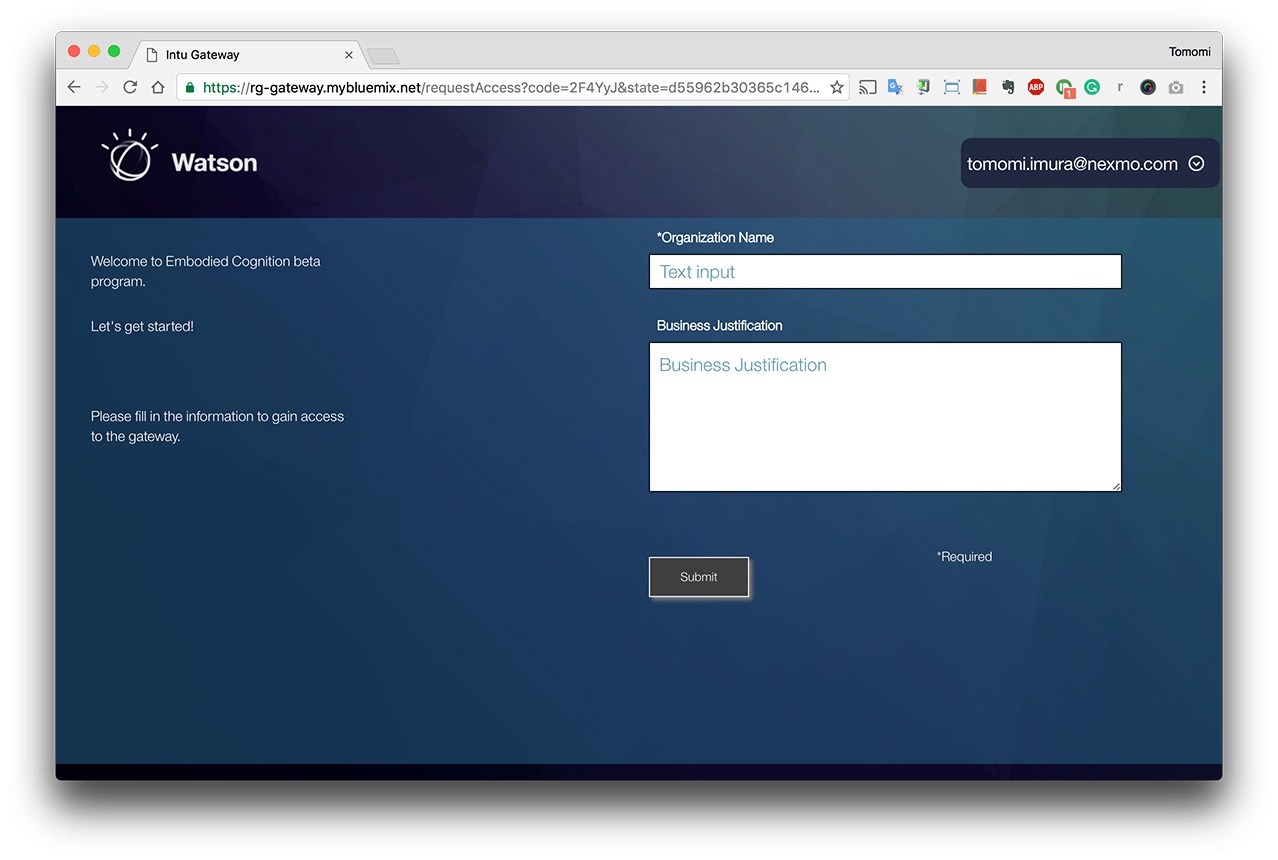 Intu Gateway
Tomomi
https://rg-gateway.mybluemix.net/requestAccess?code=2F4YyJ&state=d55962b30365c146...
ABP
1
r
Watson
tomomi.imura@nexmo.com
Welcome to Embodied Cognition beta
program.
Let's get started!
Please fill in the information to gain access
to the gateway.
*Organization Name
Text input
Business Justification
Business Justification
*Required
Submit